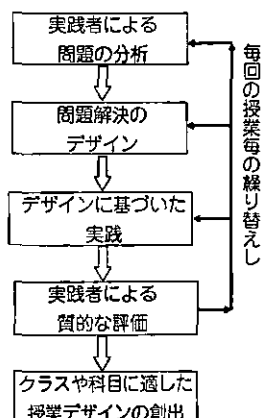 実践者による
問題の分析
問題解決の
デザイン
デザインに基づいた
実践
実践者による
質的な評価
クラスや科目に適した
授業デザインの創出
毎回の授業毎の繰り替えし